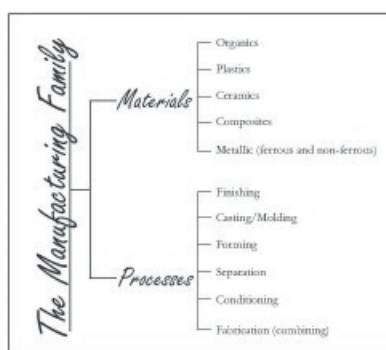 The Manufacturing Family
Materials
Organics
Plastics
Ceramics
Composites
Metallic (ferrous and non-ferrous)
Processes
Finishing
Casting/Molding
Forming
Separation
Conditioning
Fabrication (combining)